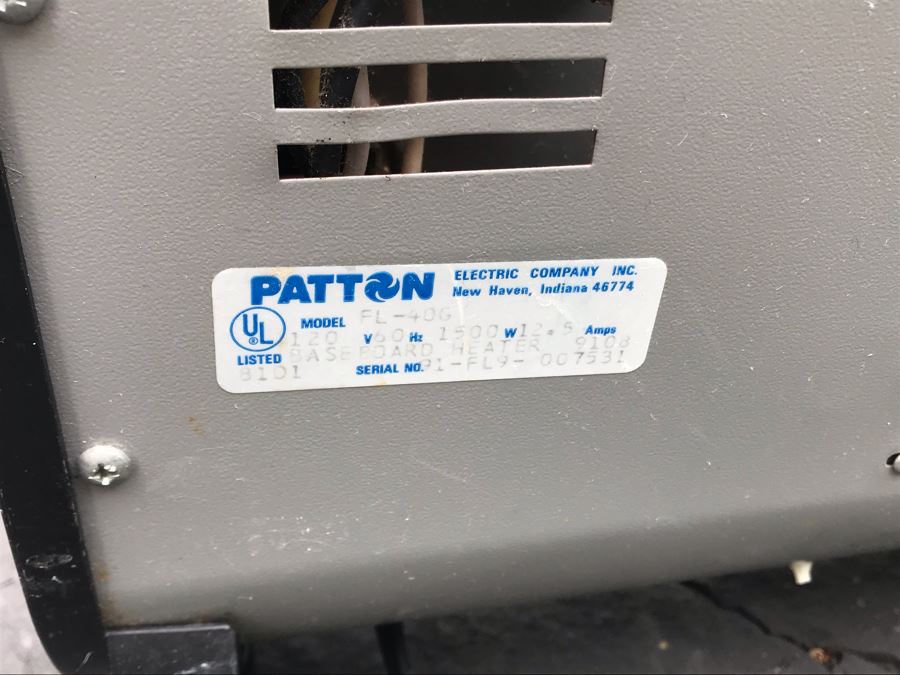 PATTON ELECTRIC COMPANY INC.
New Haven, Indiana 46774
UL ®
LISTED
8101
MODEL FL-40G
120 V 60 Hz 1500 W 12.5 Amps
BASEBOARD HEATER 9108
SERIAL NO. 91-FL9- 007531